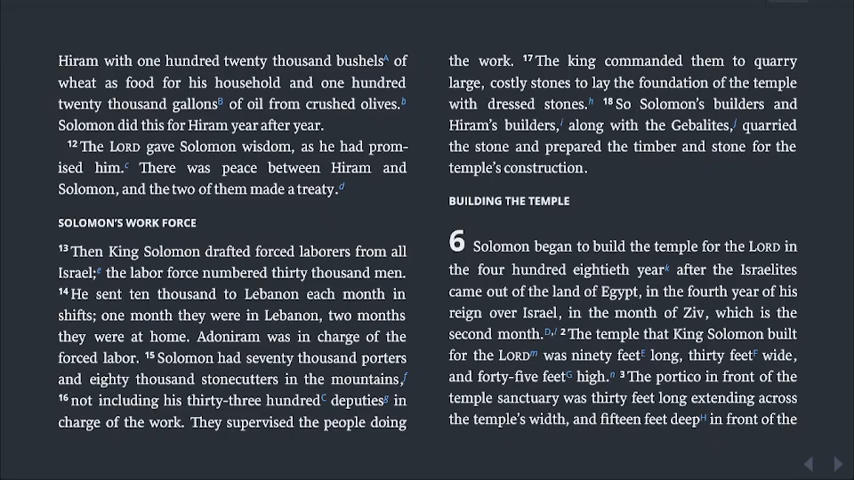 Hiram with one hundred twenty thousand bushelsA of
wheat as food for his household and one hundred
twenty thousand gallonsB of oil from crushed olives.b
Solomon did this for Hiram year after year.
12 The LORD gave Solomon wisdom, as he had prom-
ised him.c There was peace between Hiram and
Solomon, and the two of them made a treaty.d
SOLOMON'S WORK FORCE
13 Then King Solomon drafted forced laborers from all
Israel;e the labor force numbered thirty thousand men.
14 He sent ten thousand to Lebanon each month in
shifts; one month they were in Lebanon, two months
they were at home. Adoniram was in charge of the
forced labor. 15 Solomon had seventy thousand porters
and eighty thousand stonecutters in the mountains,f
16 not including his thirty-three hundredC deputiesg in
charge of the work. They supervised the people doing
the work. 17 The king commanded them to quarry
large, costly stones to lay the foundation of the temple
with dressed stones.h 18 So Solomon's builders and
Hiram's builders,i along with the Gebalites,j quarried
the stone and prepared the timber and stone for the
temple's construction.
BUILDING THE TEMPLE
6 Solomon began to build the temple for the LORD in
the four hundred eightieth yeark after the Israelites
came out of the land of Egypt, in the fourth year of his
reign over Israel, in the month of Ziv, which is the
second month.D,l 2 The temple that King Solomon built
for the LORDm was ninety feetE long, thirty feetF wide,
and forty-five feetG high.n 3 The portico in front of the
temple sanctuary was thirty feet long extending across
the temple's width, and fifteen feet deepH in front of the